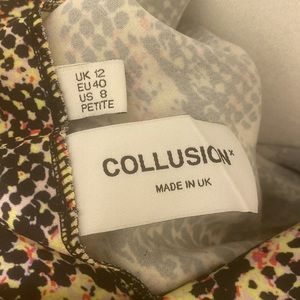 UK 12
EU 40
US 8
PETITE
COLLUSION×
MADE IN UK